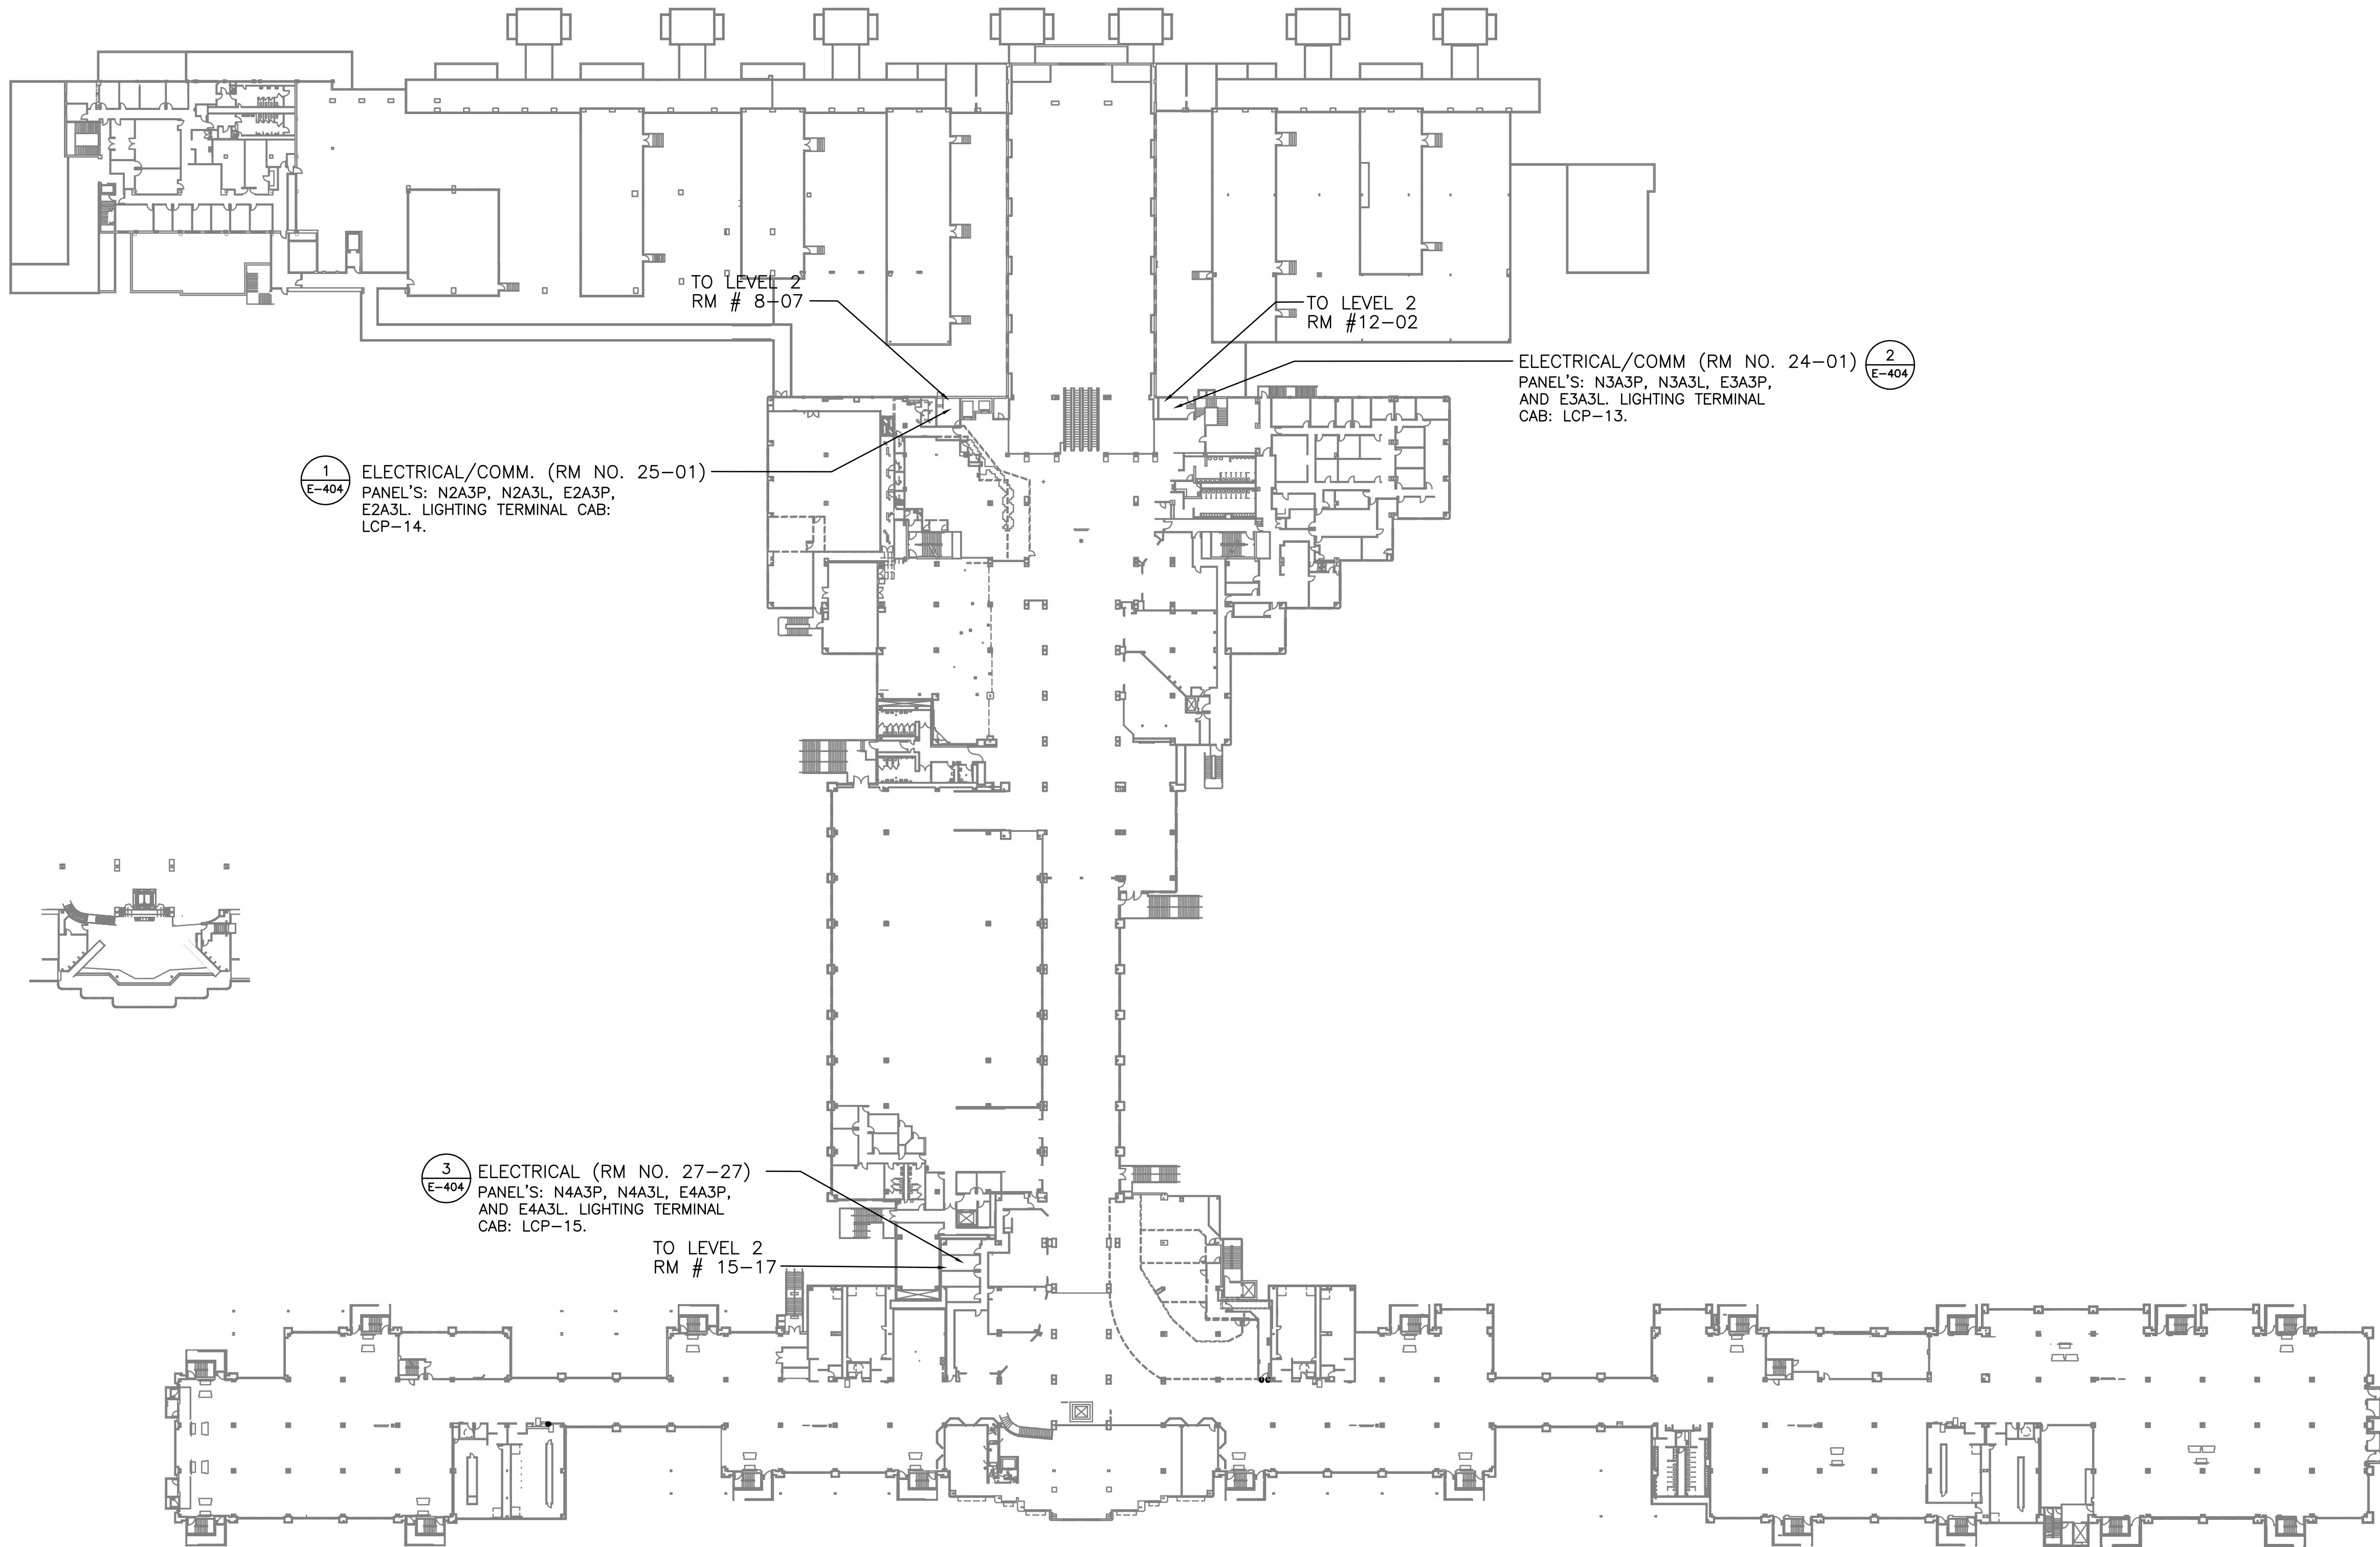 TO LEVEL 2
RM # 8-07
TO LEVEL 2
RM #12-02
ELECTRICAL/COMM (RM NO. 24-01)
PANEL'S: N3A3P, N3A3L, E3A3P,
AND E3A3L. LIGHTING TERMINAL
CAB: LCP-13.
2
E-404
1
E-404
ELECTRICAL/COMM. (RM NO. 25-01)
PANEL'S: N2A3P, N2A3L, E2A3P,
E2A3L. LIGHTING TERMINAL CAB:
LCP-14.
3
E-404
ELECTRICAL (RM NO. 27-27)
PANEL'S: N4A3P, N4A3L, E4A3P,
AND E4A3L. LIGHTING TERMINAL
CAB: LCP-15.
TO LEVEL 2
RM # 15-17